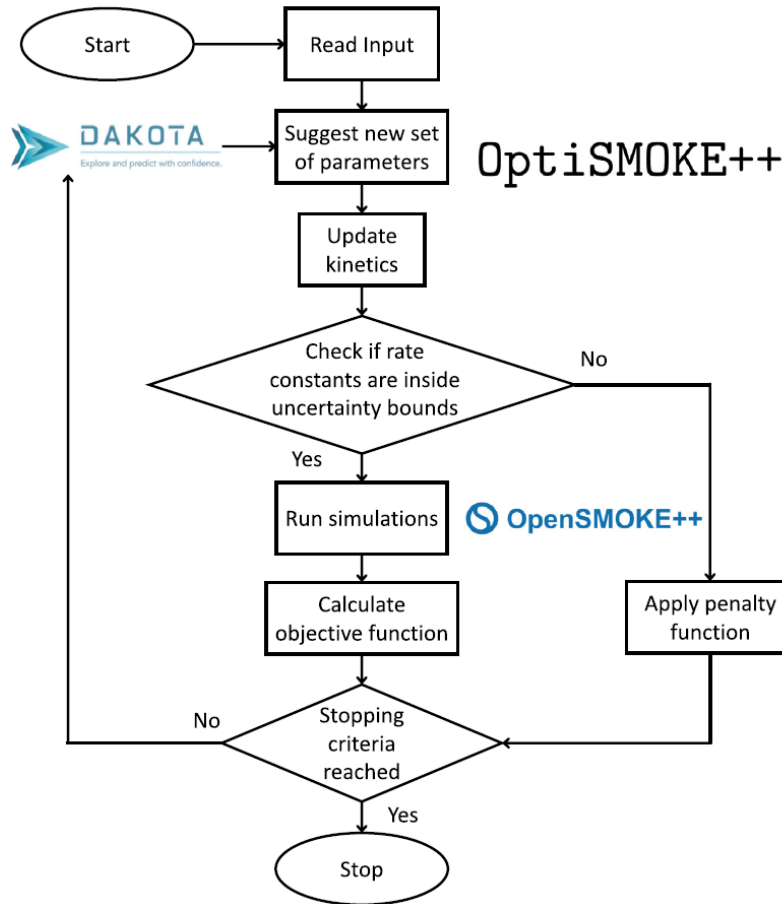 Start
Read Input
DAKOTA
Explore and predict with confidence.
Suggest new set
of parameters
OptiSMOKE++
Update
kinetics
Check if rate
constants are inside
uncertainty bounds
No
Yes
Run simulations
OpenSMOKE++
Calculate
objective function
Apply penalty
function
No
Stopping
criteria
reached
Yes
Stop